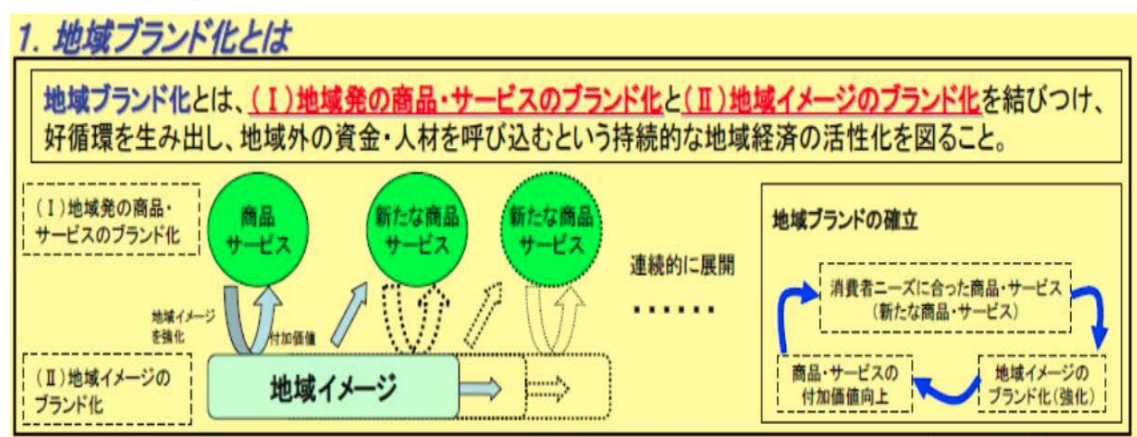 1. 地域ブランド化とは
地域ブランド化とは、(Ⅰ)地域発の商品・サービスのブランド化と(Ⅱ)地域イメージのブランド化を結びつけ、
好循環を生み出し、地域外の資金・人材を呼び込むという持続的な地域経済の活性化を図ること。
(Ⅰ)地域発の商品・
サービスのブランド化
商品
サービス
新たな商品
サービス
新たな商品
サービス
連続的に展開
‥‥‥
地域イメージ
を強化
付加価値
(Ⅱ)地域イメージの
ブランド化
地域イメージ
地域ブランドの確立
消費者ニーズに合った商品・サービス
(新たな商品・サービス)
商品・サービスの
付加価値向上
地域イメージの
ブランド化(強化)